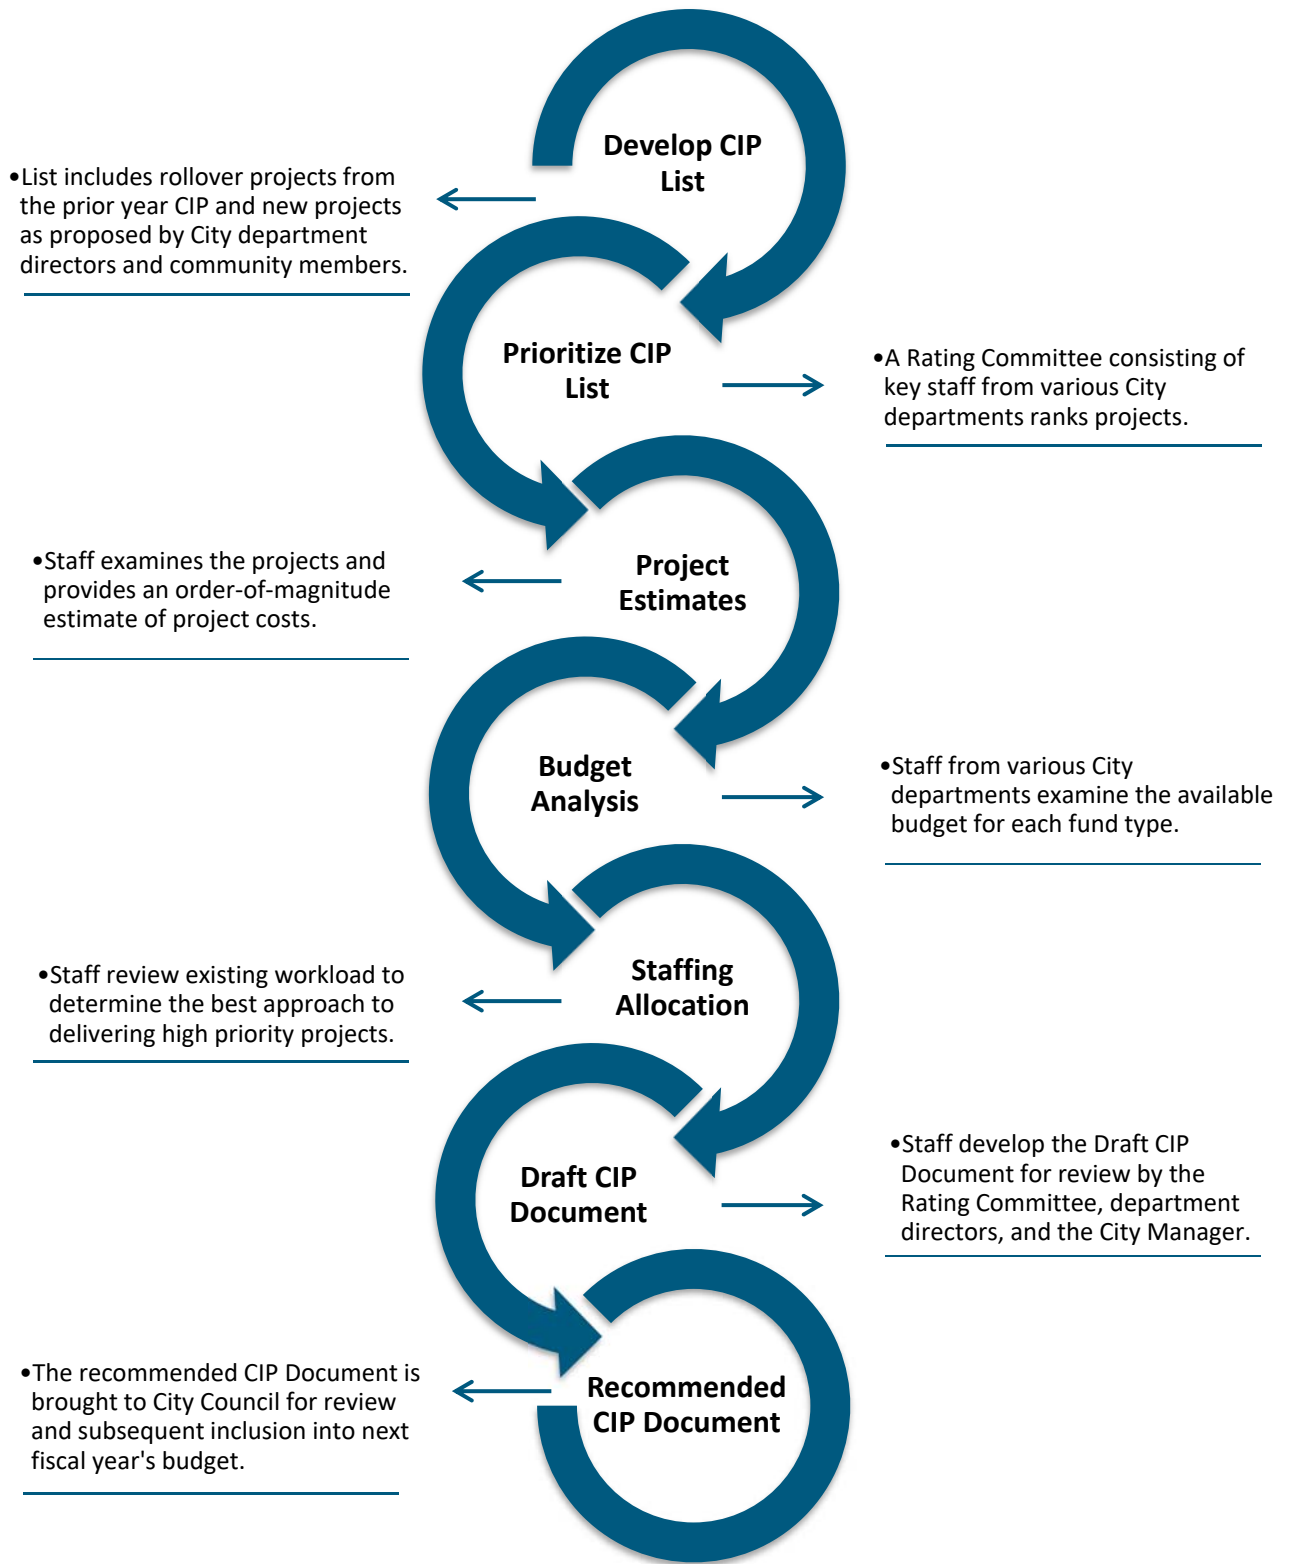 Develop CIP
List
•List includes rollover projects from
the prior year CIP and new projects
as proposed by City department
directors and community members.
Prioritize CIP
List
•A Rating Committee consisting of
key staff from various City
departments ranks projects.
Project
Estimates
•Staff examines the projects and
provides an order-of-magnitude
estimate of project costs.
Budget
Analysis
•Staff from various City
departments examine the available
budget for each fund type.
Staffing
Allocation
•Staff review existing workload to
determine the best approach to
delivering high priority projects.
Draft CIP
Document
•Staff develop the Draft CIP
Document for review by the
Rating Committee, department
directors, and the City Manager.
Recommended
CIP Document
•The recommended CIP Document is
brought to City Council for review
and subsequent inclusion into next
fiscal year's budget.